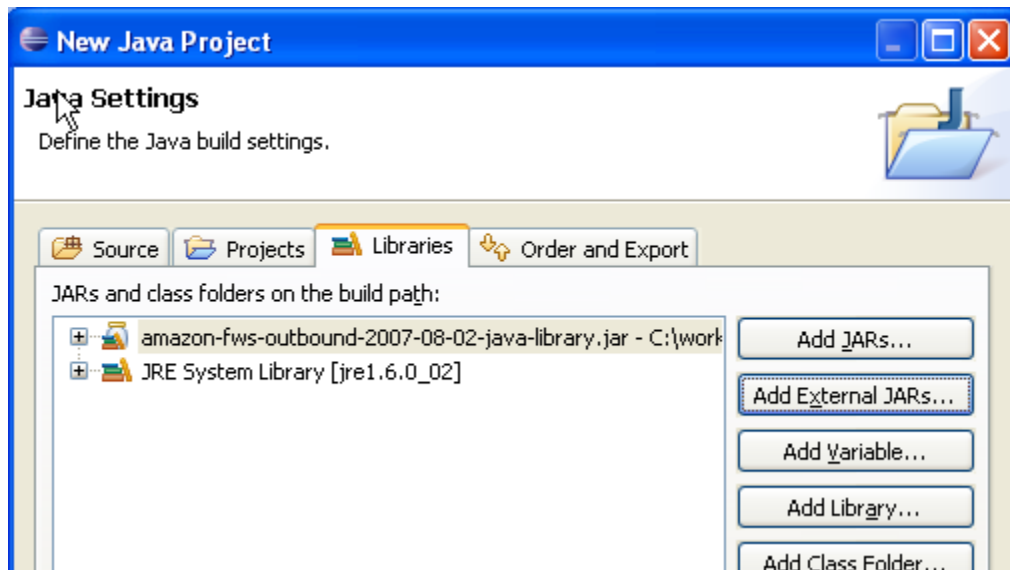 New Java Project
Java Settings
Define the Java build settings.
Source Projects Libraries Order and Export
JARs and class folders on the build path:
amazon-fws-outbound-2007-08-02-java-library.jar - C:\work
JRE System Library [jre1.6.0_02]
Add JARs...
Add External JARs...
Add Variable...
Add Library...
Add Class Folder...